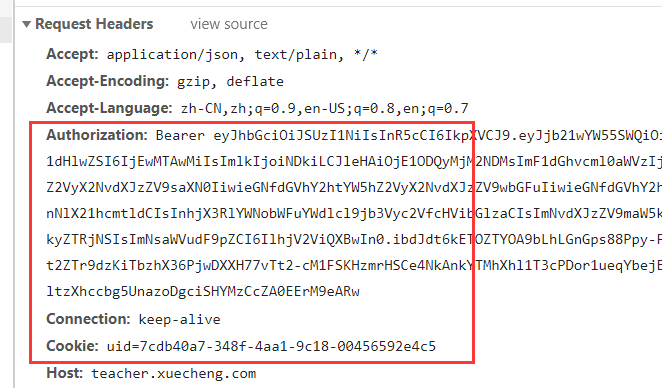 Request Headers view source
Accept: application/json, text/plain, */*
Accept-Encoding: gzip, deflate
Accept-Language: zh-CN,zh;q=0.9,en-US;q=0.8,en;q=0.7
Authorization: Bearer eyJhbGciOiJSUzI1NiIsInR5cCI6IkpXVCJ9.eyJjb21wYW55SWQiOi
1dHlwZSI6IjEwMTAwMiIsImlkIjoiNDkiLCJleHAiOjE1ODQyMjM2NDMsImF1dGhvcml0aWVzIj
Z2VyX2NvdXJzZV9saXN0IiwieGNfdGVhY2htYW5hZ2VyX2NvdXJzZV9wbGFuIiwieGNfdGVhY2h
nNlX21hcmtldCIsInhjX3RlYWNobWFuYWdlcl9jb3Vyc2VfcHVibGlzaCIsImNvdXJzZV9maW5k
kyZTRjNSIsImNsaWVudF9pZCI6IlhjV2ViQXBwIn0.ibdJdt6kETOZTYOA9bLhLGnGps88Ppy-F
t2ZTr9dzKiTbzhX36PjwDXXH77vTt2-cM1FSKHzmrHSCe4NkAnkYTMhXhl1T3cPDor1ueqYbejE
ltzXhccbg5UnazoDgciSHYMzCcZA0EErM9eARw
Connection: keep-alive
Cookie: uid=7cdb40a7-348f-4aa1-9c18-00456592e4c5
Host: teacher.xuecheng.com